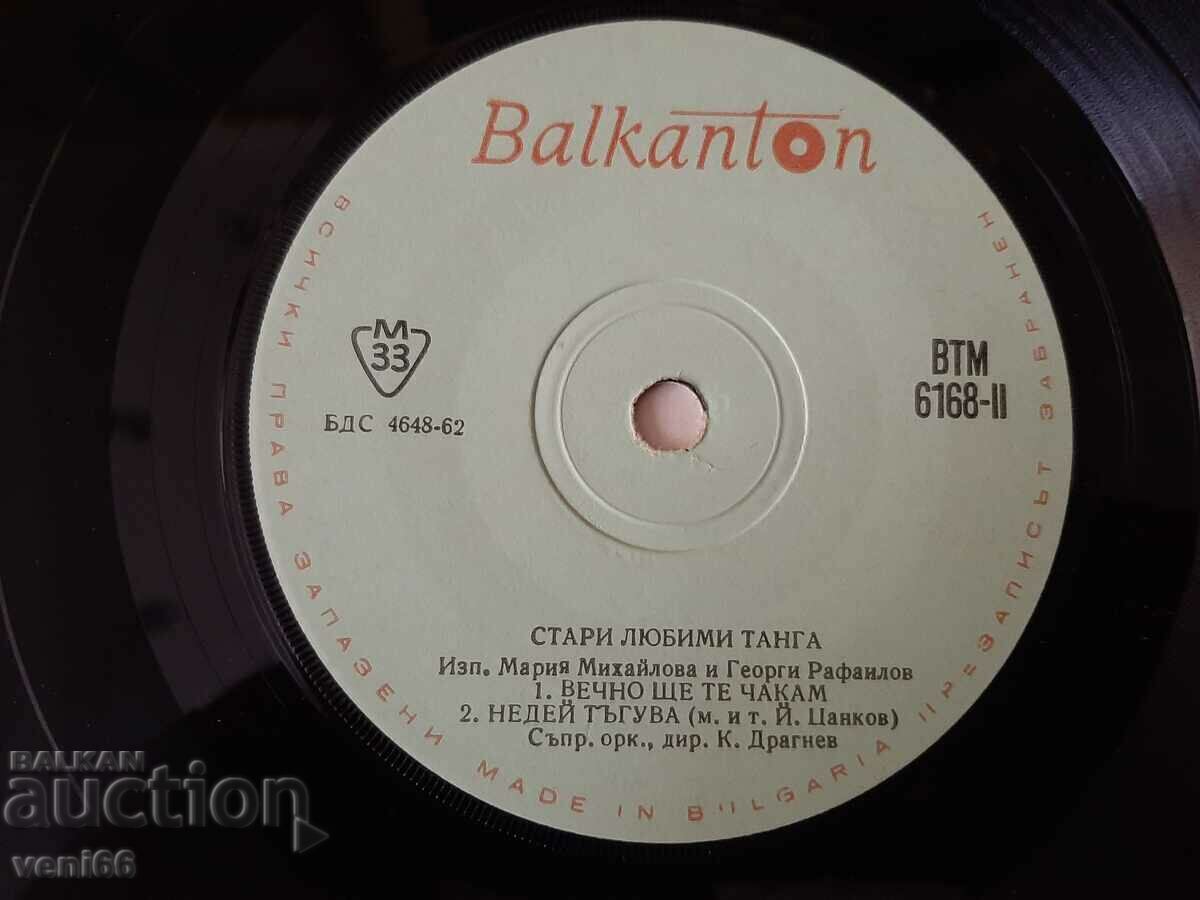 Balkanton
ВСИЧКИ ПРАВА ЗАПАЗЕНИ MADE IN BULGARIA ПРЕЗАПИСЪТ ЗАБРАНЕН
М
33
БДС 4648-62
ВТМ
6168-II
СТАРИ ЛЮБИМИ ТАНГА
Изп. Мария Михайлова и Георги Рафаилов
1. ВЕЧНО ЩЕ ТЕ ЧАКАМ
2. НЕДЕЙ ТЪГУВА (м. и т. Й. Цанков)
Съпр. орк., дир. К. Драгнев
BALKAN
auction
veni66